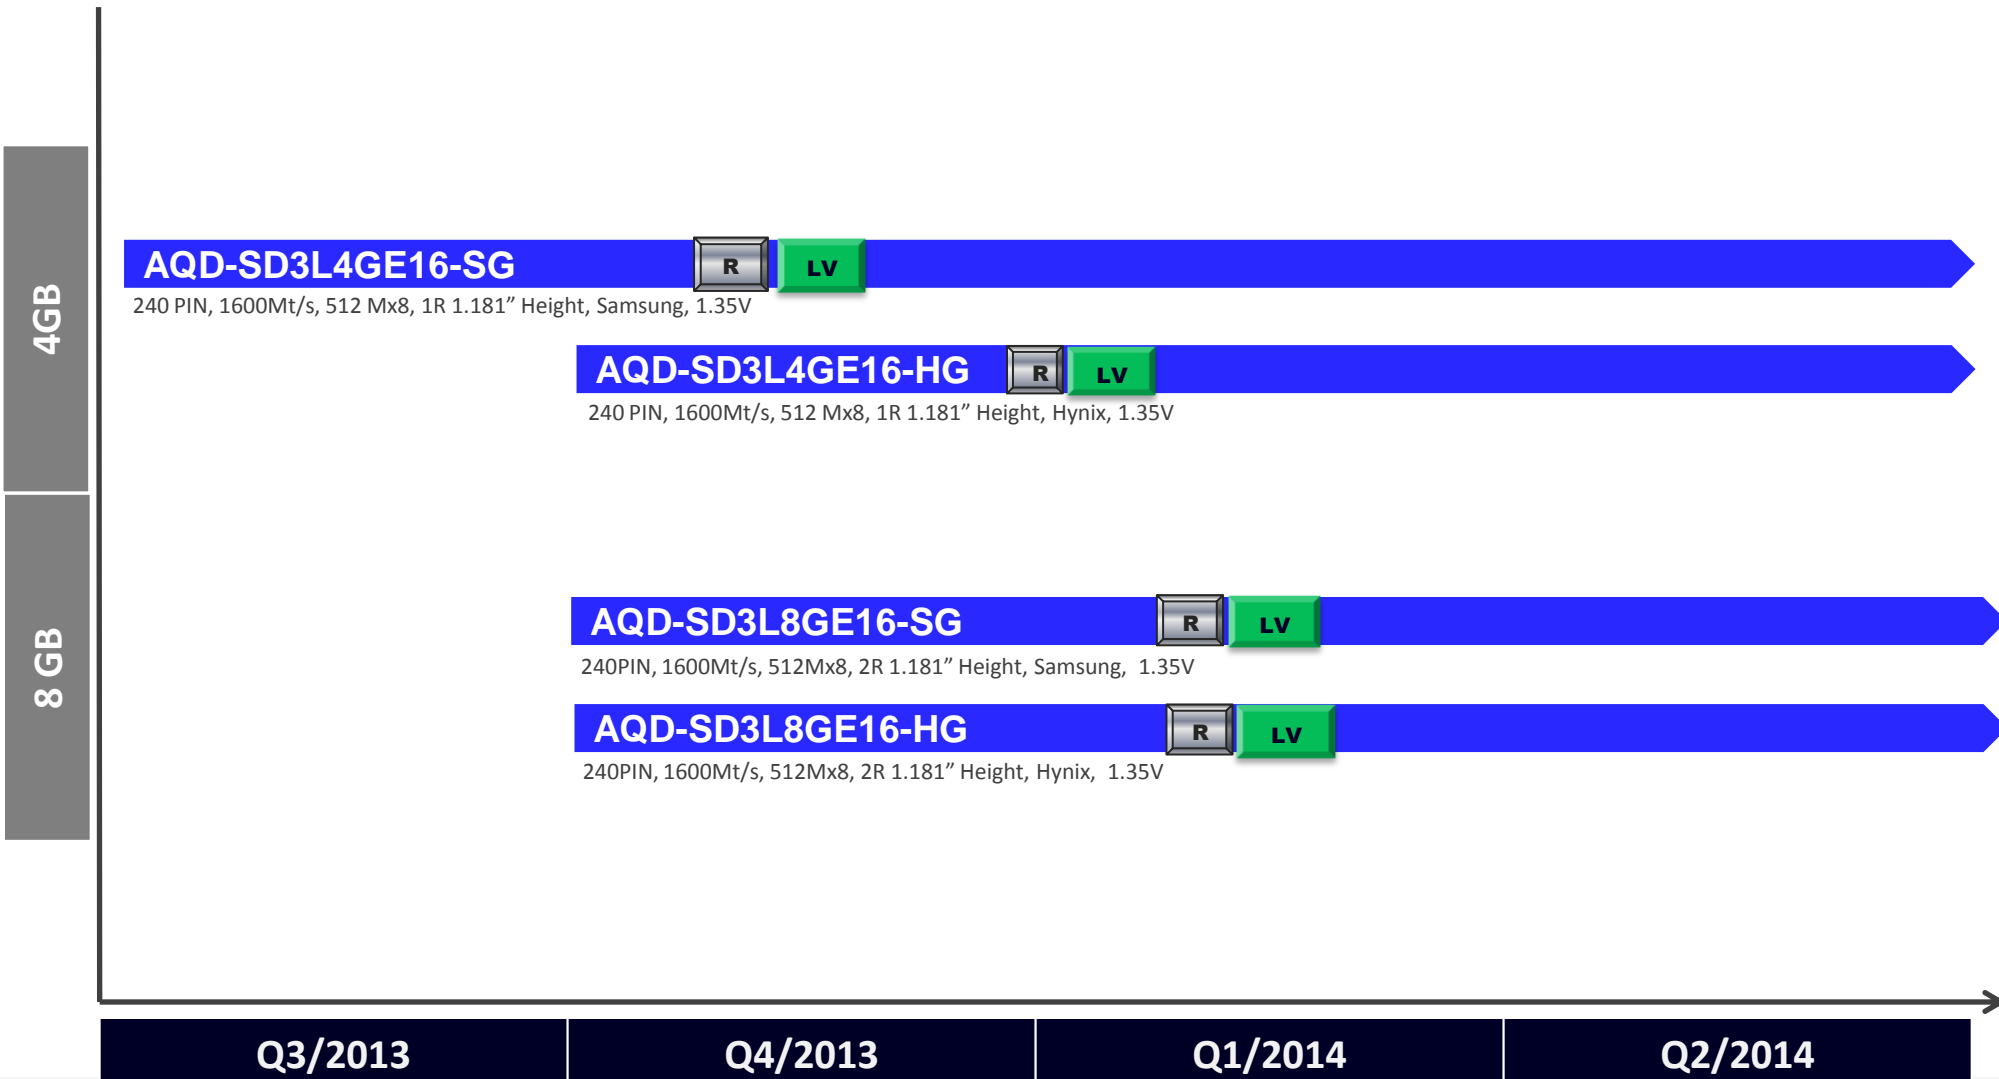 4GB
AQD-SD3L4GE16-SG R LV
240 PIN, 1600Mt/s, 512 Mx8, 1R 1.181” Height, Samsung, 1.35V
AQD-SD3L4GE16-HG R LV
240 PIN, 1600Mt/s, 512 Mx8, 1R 1.181” Height, Hynix, 1.35V
8 GB
AQD-SD3L8GE16-SG R LV
240PIN, 1600Mt/s, 512Mx8, 2R 1.181” Height, Samsung, 1.35V
AQD-SD3L8GE16-HG R LV
240PIN, 1600Mt/s, 512Mx8, 2R 1.181” Height, Hynix, 1.35V
Q3/2013 Q4/2013 Q1/2014 Q2/2014